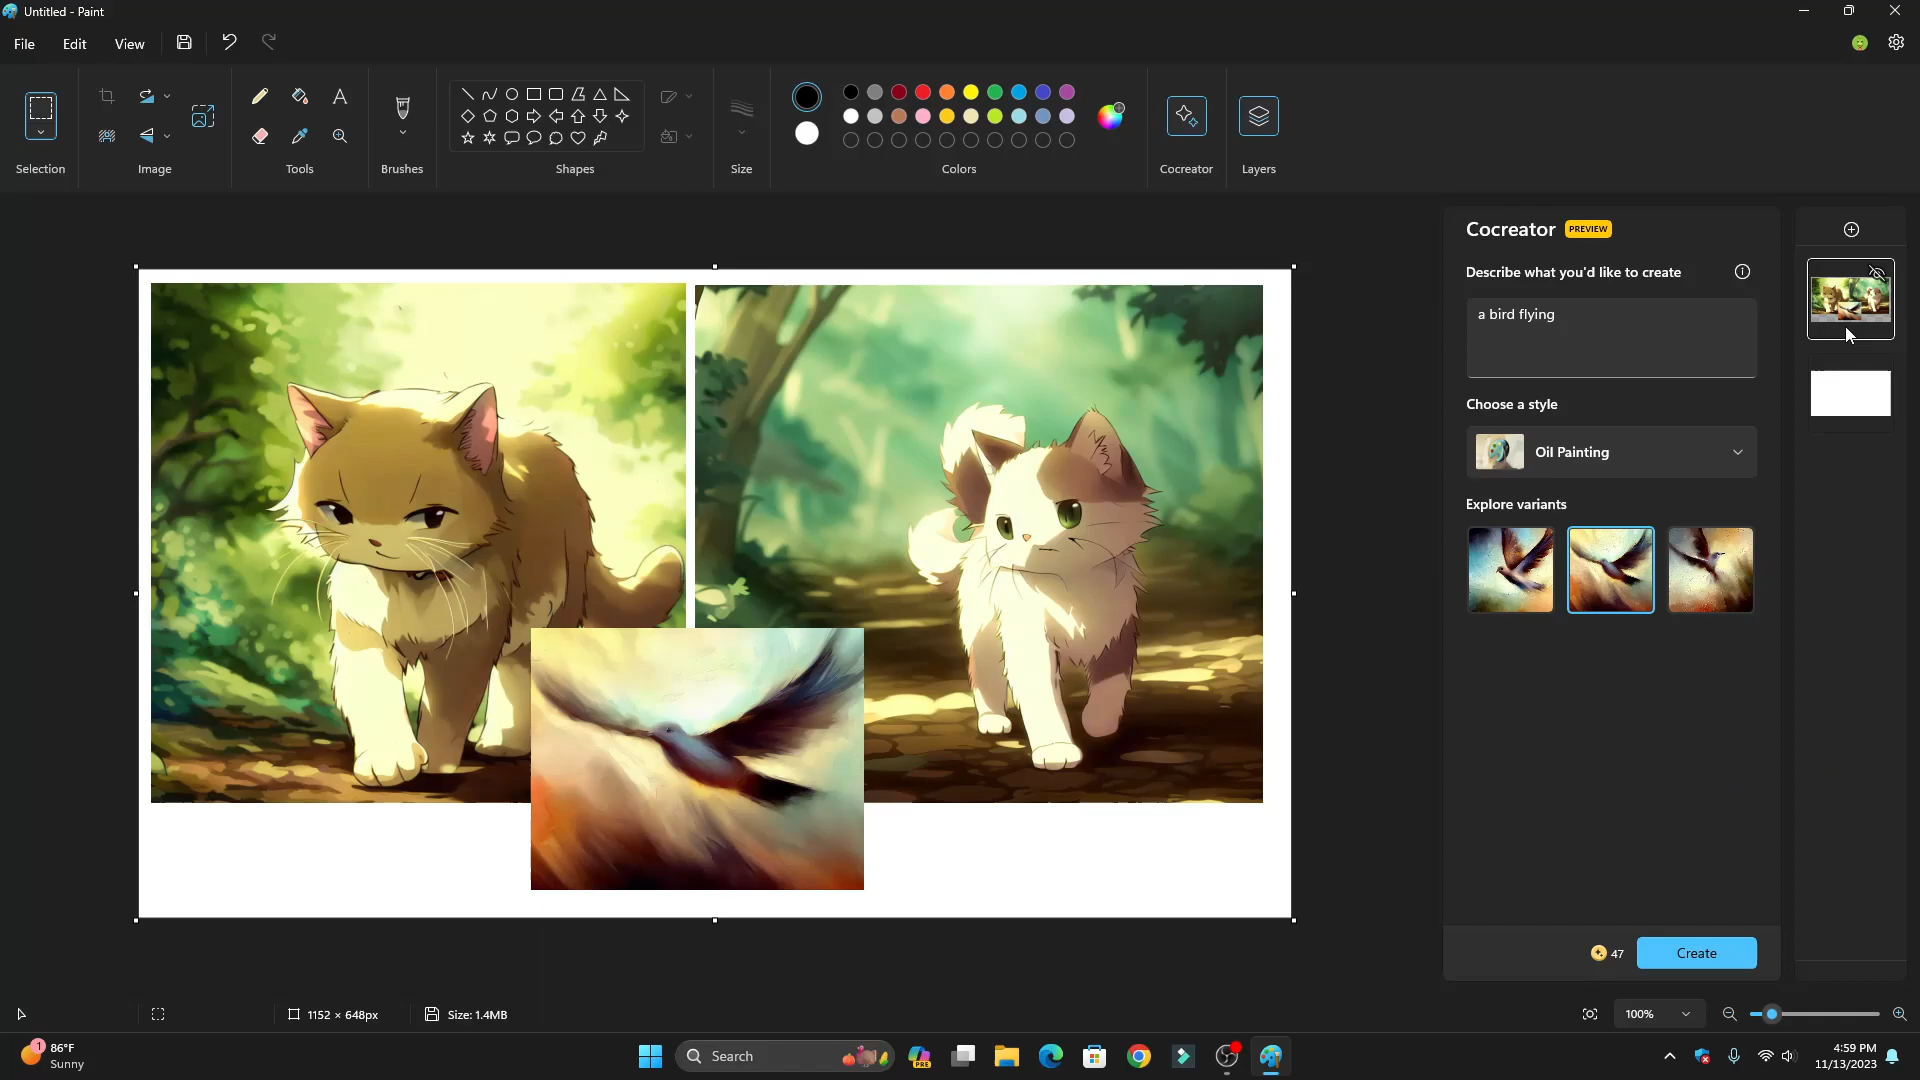 Untitled - Paint
File Edit View
Selection Image Tools Brushes Shapes Size Colors Cocreator Layers
Cocreator PREVIEW
Describe what you'd like to create
a bird flying
Choose a style
Oil Painting
Explore variants
47 Create
1152 × 648px Size: 1.4MB 100%
1 86°F
Sunny
Search
PRE
4:59 PM
11/13/2023